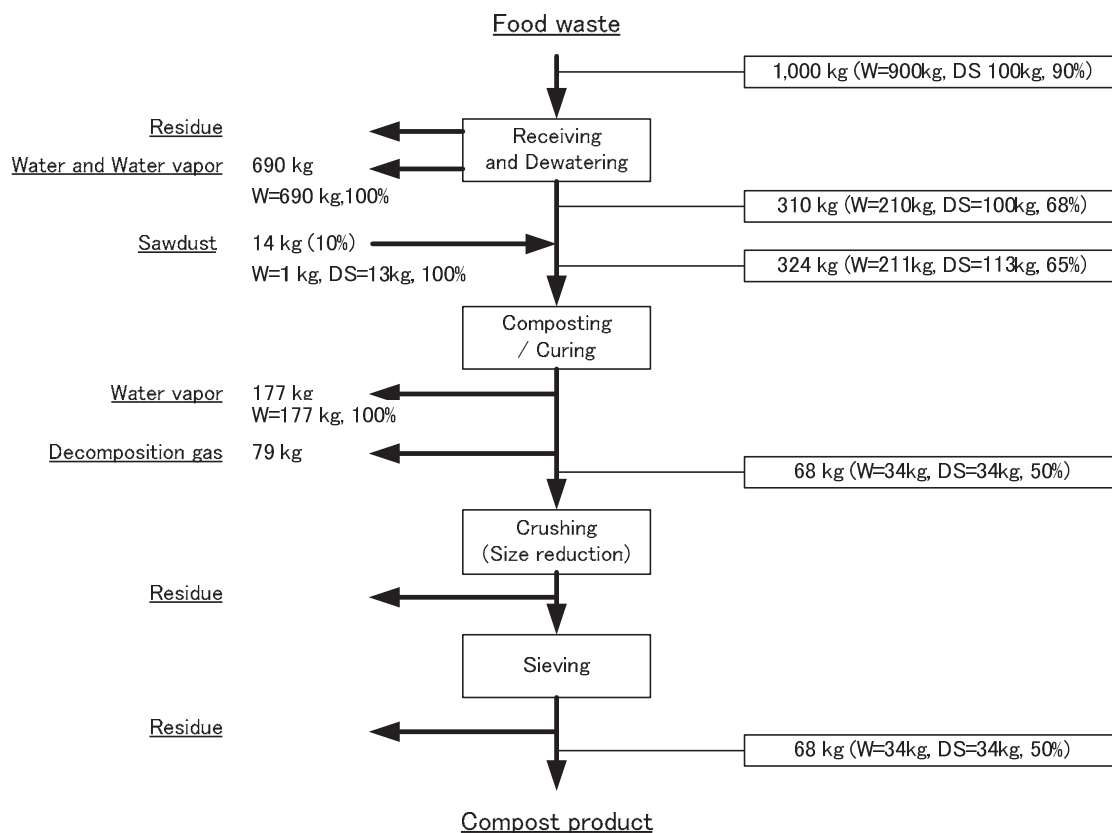 Food waste
1,000 kg (W=900kg, DS 100kg, 90%)
Residue
Receiving
and Dewatering
Water and Water vapor 690 kg
W=690 kg,100%
310 kg (W=210kg, DS=100kg, 68%)
Sawdust 14 kg (10%)
W=1 kg, DS=13kg, 100%
324 kg (W=211kg, DS=113kg, 65%)
Composting
/ Curing
Water vapor 177 kg
W=177 kg, 100%
Decomposition gas 79 kg
68 kg (W=34kg, DS=34kg, 50%)
Crushing
(Size reduction)
Residue
Sieving
Residue
68 kg (W=34kg, DS=34kg, 50%)
Compost product